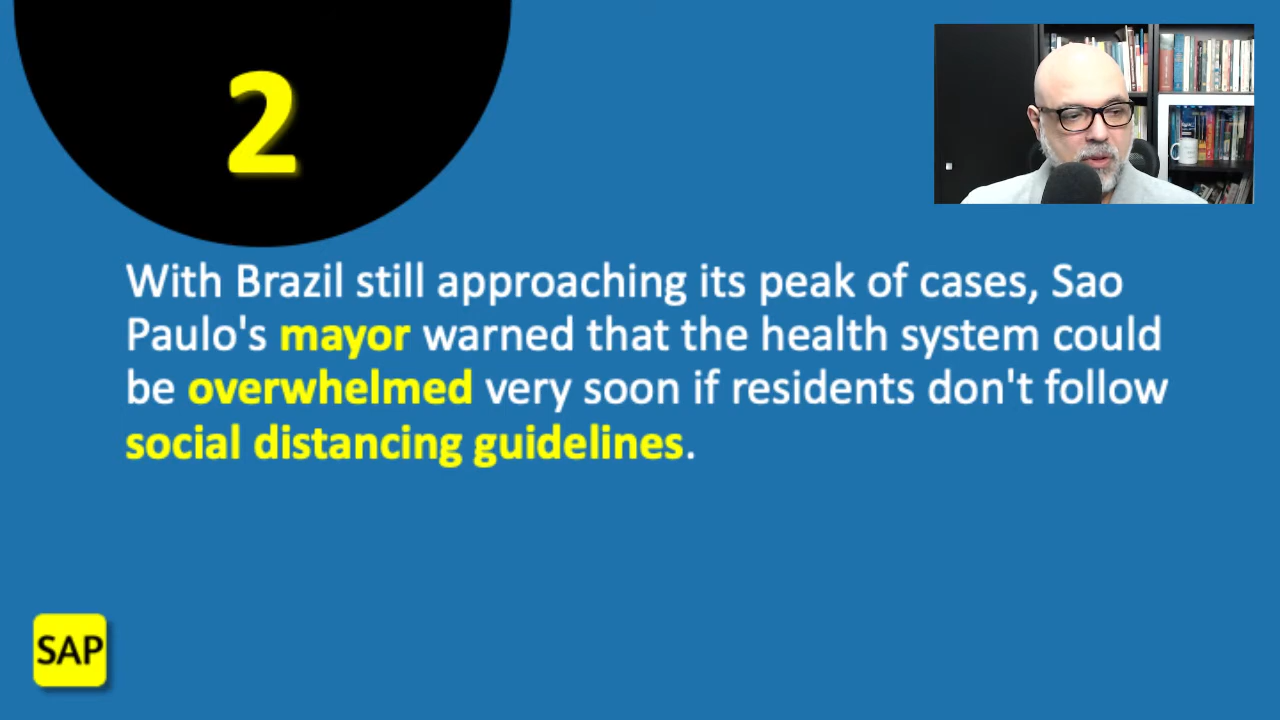 2
With Brazil still approaching its peak of cases, Sao
Paulo's mayor warned that the health system could
be overwhelmed very soon if residents don't follow
social distancing guidelines.
SAP